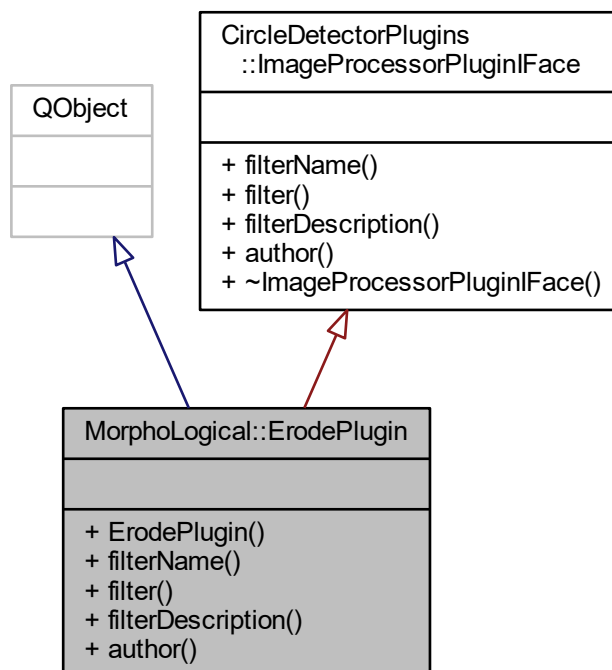 CircleDetectorPlugins
::ImageProcessorPluginIFace
QObject
+ filterName()
+ filter()
+ filterDescription()
+ author()
+ ~ImageProcessorPluginIFace()
MorphoLogical::ErodePlugin
+ ErodePlugin()
+ filterName()
+ filter()
+ filterDescription()
+ author()